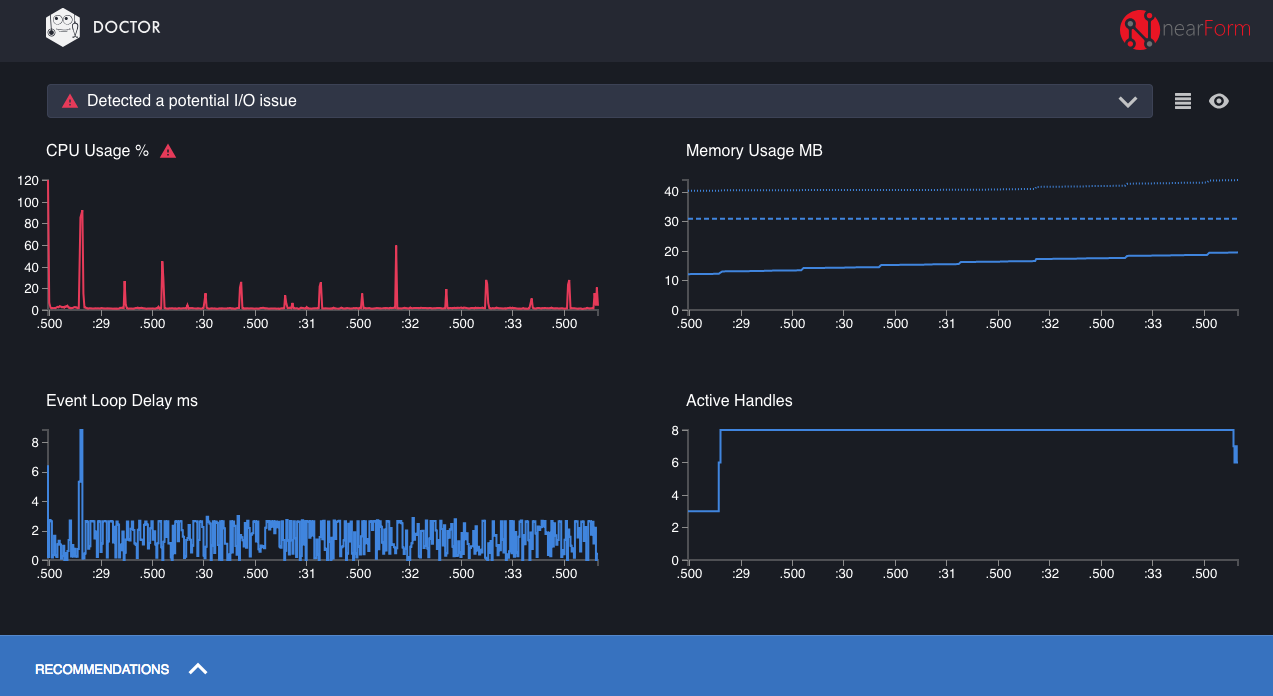 DOCTOR
nearForm
Detected a potential I/O issue
CPU Usage %
120
100
80
60
40
20
0
.500 :29 .500 :30 .500 :31 .500 :32 .500 :33 .500
Memory Usage MB
40
30
20
10
0
.500 :29 .500 :30 .500 :31 .500 :32 .500 :33 .500
Event Loop Delay ms
8
6
4
2
0
.500 :29 .500 :30 .500 :31 .500 :32 .500 :33 .500
Active Handles
8
6
4
2
0
.500 :29 .500 :30 .500 :31 .500 :32 .500 :33 .500
RECOMMENDATIONS